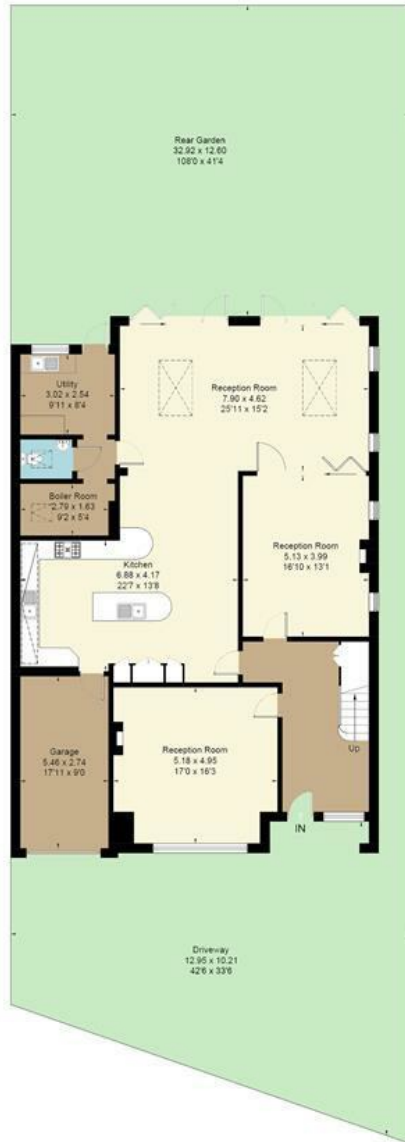 Rear Garden
32.92 x 12.60
108'0 x 41'4
Utility
3.02 x 2.54
9'11 x 8'4
Reception Room
7.90 x 4.62
25'11 x 15'2
Boiler Room
2.79 x 1.63
9'2 x 5'4
Reception Room
5.13 x 3.99
16'10 x 13'1
Kitchen
6.88 x 4.17
22'7 x 13'8
Garage
5.46 x 2.74
17'11 x 9'0
Reception Room
5.18 x 4.95
17'0 x 16'3
Up
IN
Driveway
12.95 x 10.21
42'6 x 33'6